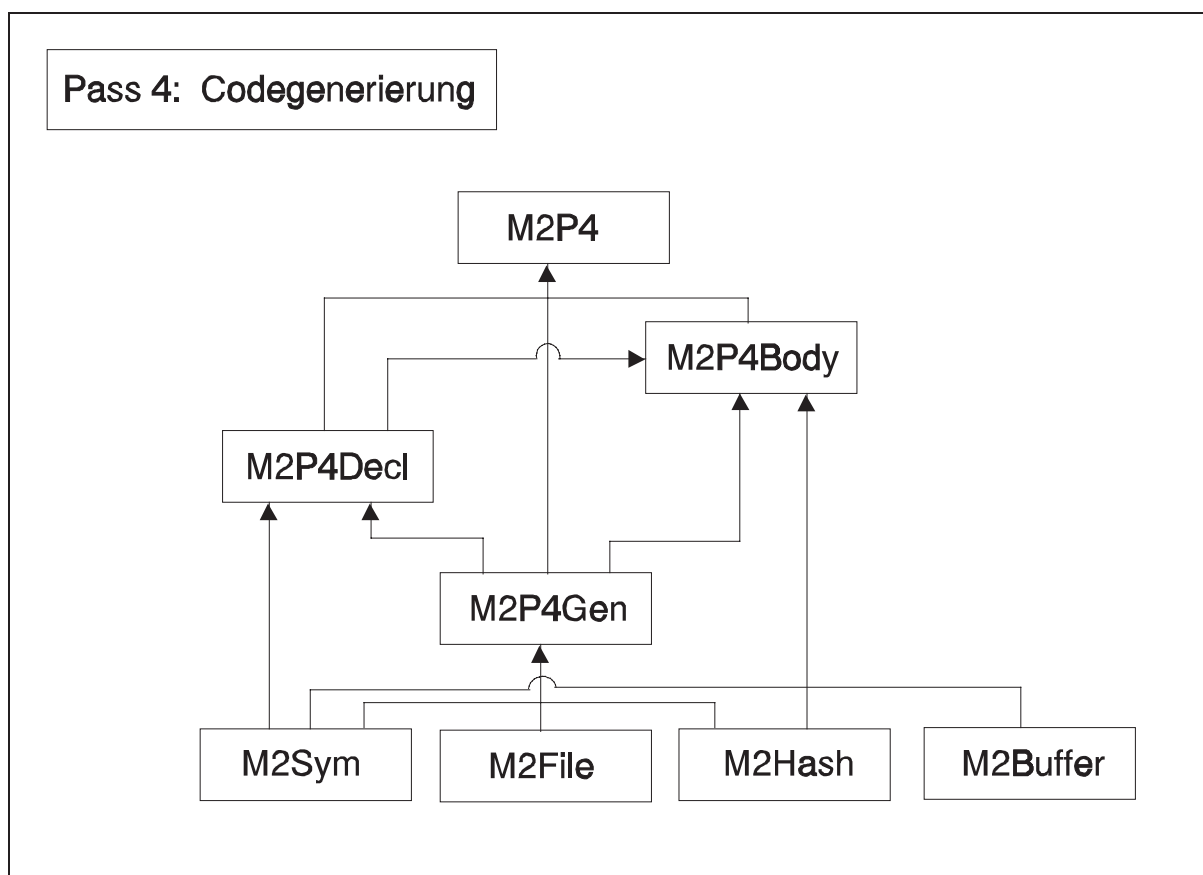 Pass 4: Codegenerierung
M2P4
M2P4Body
M2P4Decl
M2P4Gen
M2Sym
M2File
M2Hash
M2Buffer